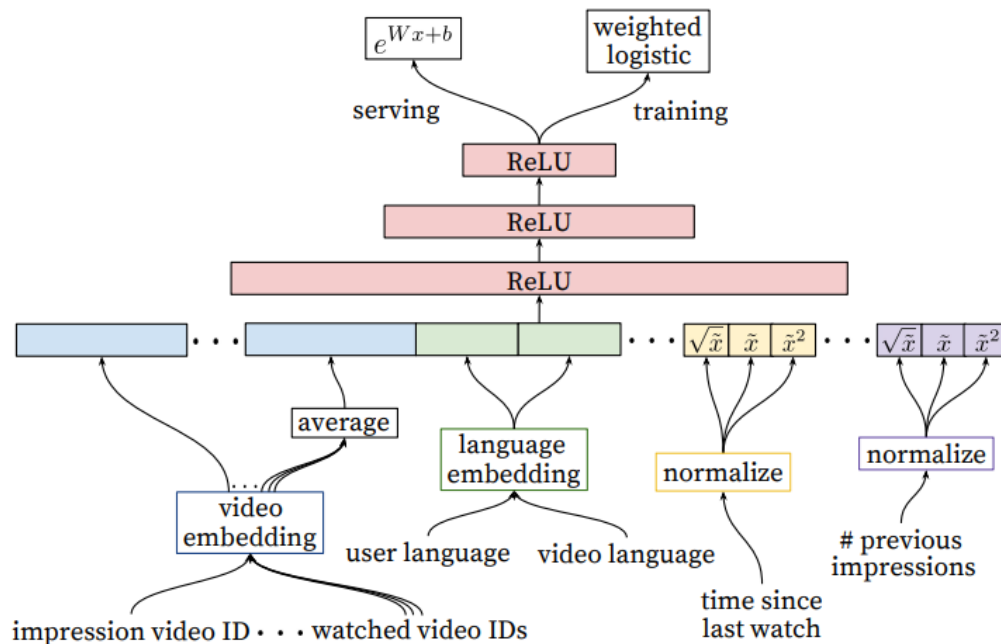 e^{Wx+b}
weighted
logistic
serving
training
ReLU
ReLU
ReLU
· · ·
· · ·
√x̃ x̃ x̃²
· · ·
√x̃ x̃ x̃²
average
language
embedding
normalize
normalize
· · ·
video
embedding
user language
video language
# previous
impressions
time since
last watch
impression video ID · · · watched video IDs